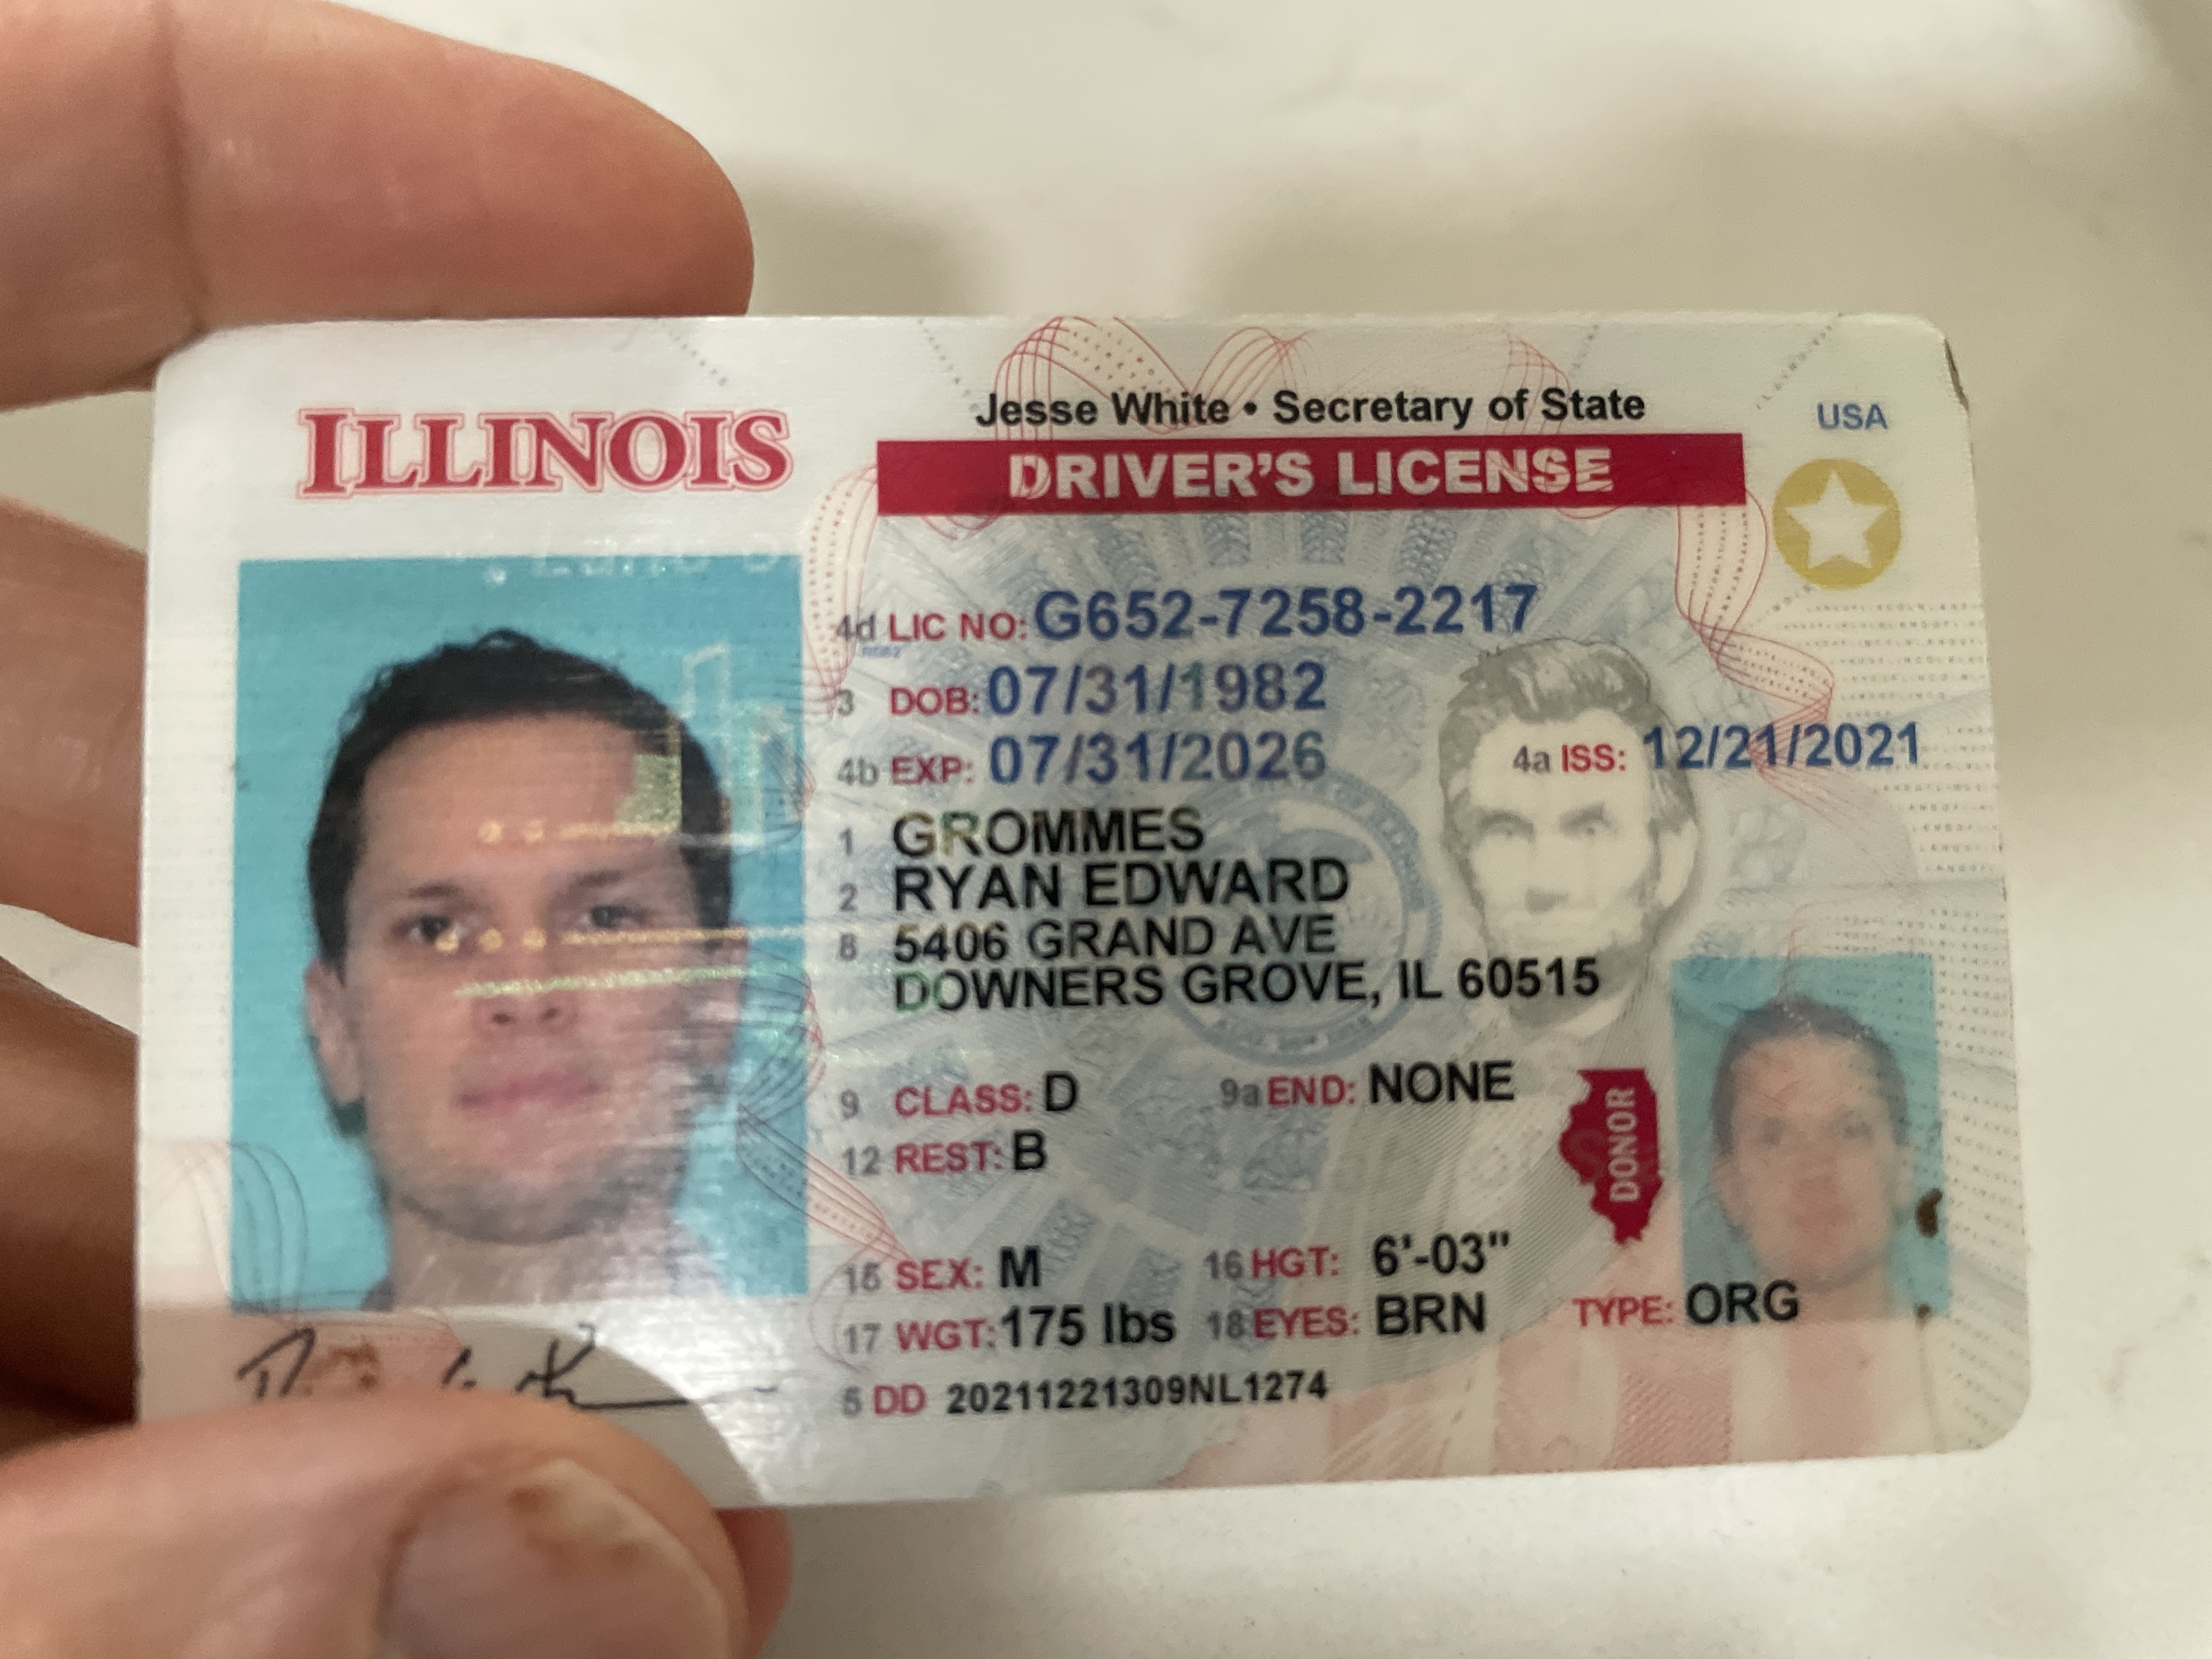 ILLINOIS
Jesse White • Secretary of State
USA
DRIVER'S LICENSE
4d LIC NO: G652-7258-2217
3 DOB: 07/31/1982
4b EXP: 07/31/2026 4a ISS: 12/21/2021
1 GROMMES
2 RYAN EDWARD
8 5406 GRAND AVE
DOWNERS GROVE, IL 60515
9 CLASS: D 9a END: NONE
12 REST: B
DONOR
15 SEX: M 16 HGT: 6'-03"
17 WGT: 175 lbs 18 EYES: BRN TYPE: ORG
5 DD 20211221309NL1274